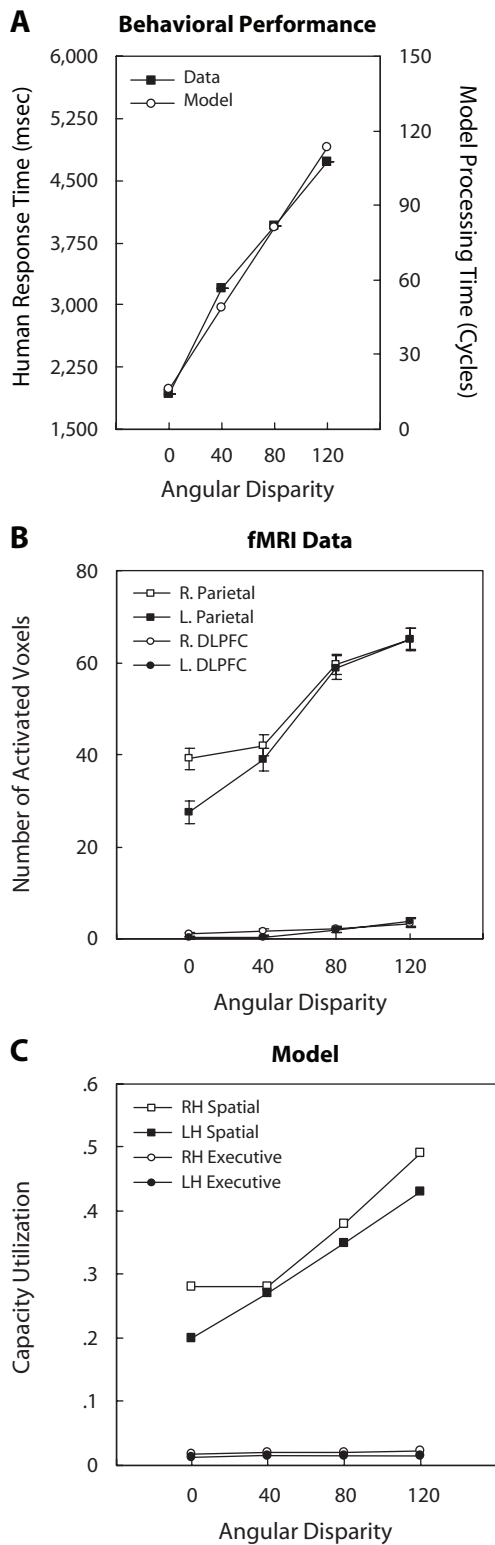 A
Behavioral Performance
6,000
5,250
4,500
3,750
3,000
2,250
1,500
Human Response Time (msec)
Data
Model
150
120
90
60
30
0
Model Processing Time (Cycles)
0 40 80 120
Angular Disparity
B
fMRI Data
80
60
40
20
0
Number of Activated Voxels
R. Parietal
L. Parietal
R. DLPFC
L. DLPFC
0 40 80 120
Angular Disparity
C
Model
.6
.5
.4
.3
.2
.1
0
Capacity Utilization
RH Spatial
LH Spatial
RH Executive
LH Executive
0 40 80 120
Angular Disparity